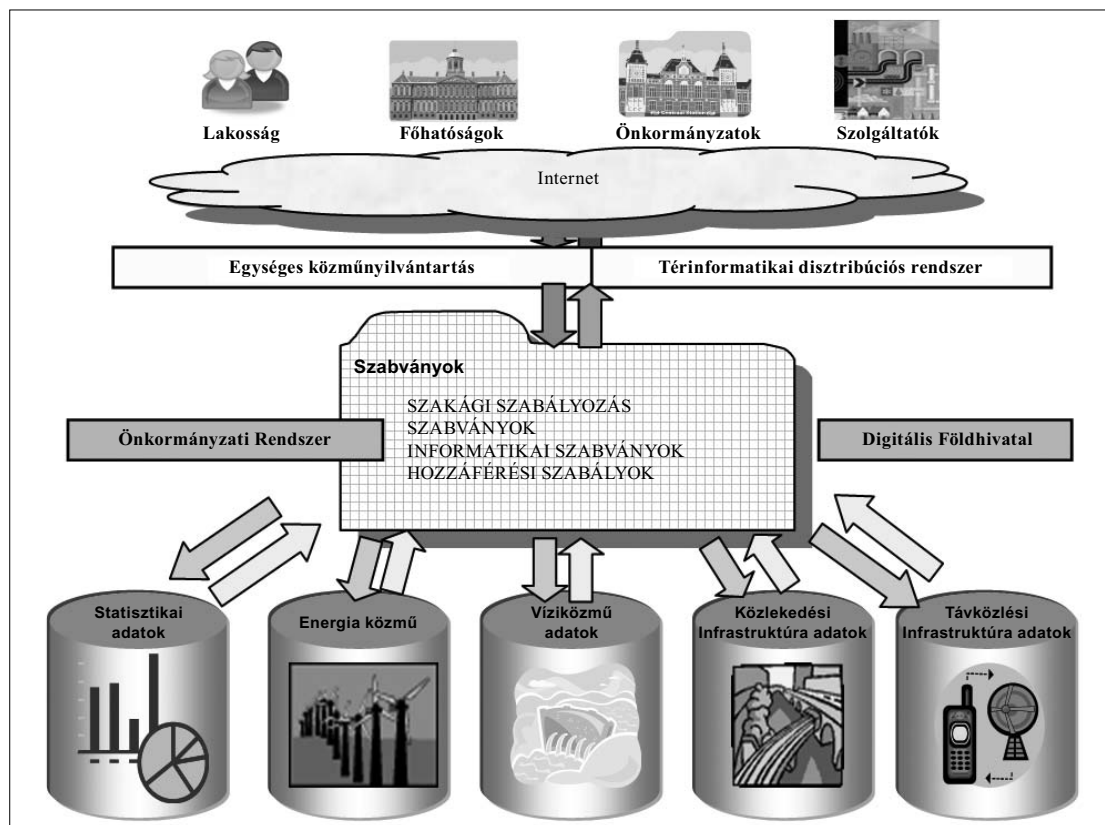 Lakosság
Főhatóságok
Önkormányzatok
Szolgáltatók
Internet
Egységes közműnyilvántartás
Térinformatikai disztribúciós rendszer
Szabványok
SZAKÁGI SZABÁLYOZÁS
SZABVÁNYOK
INFORMATIKAI SZABVÁNYOK
HOZZÁFÉRÉSI SZABÁLYOK
Önkormányzati Rendszer
Digitális Földhivatal
Statisztikai
adatok
Energia közmű
Víziközmű
adatok
Közlekedési
Infrastruktúra adatok
Távközlési
Infrastruktúra adatok